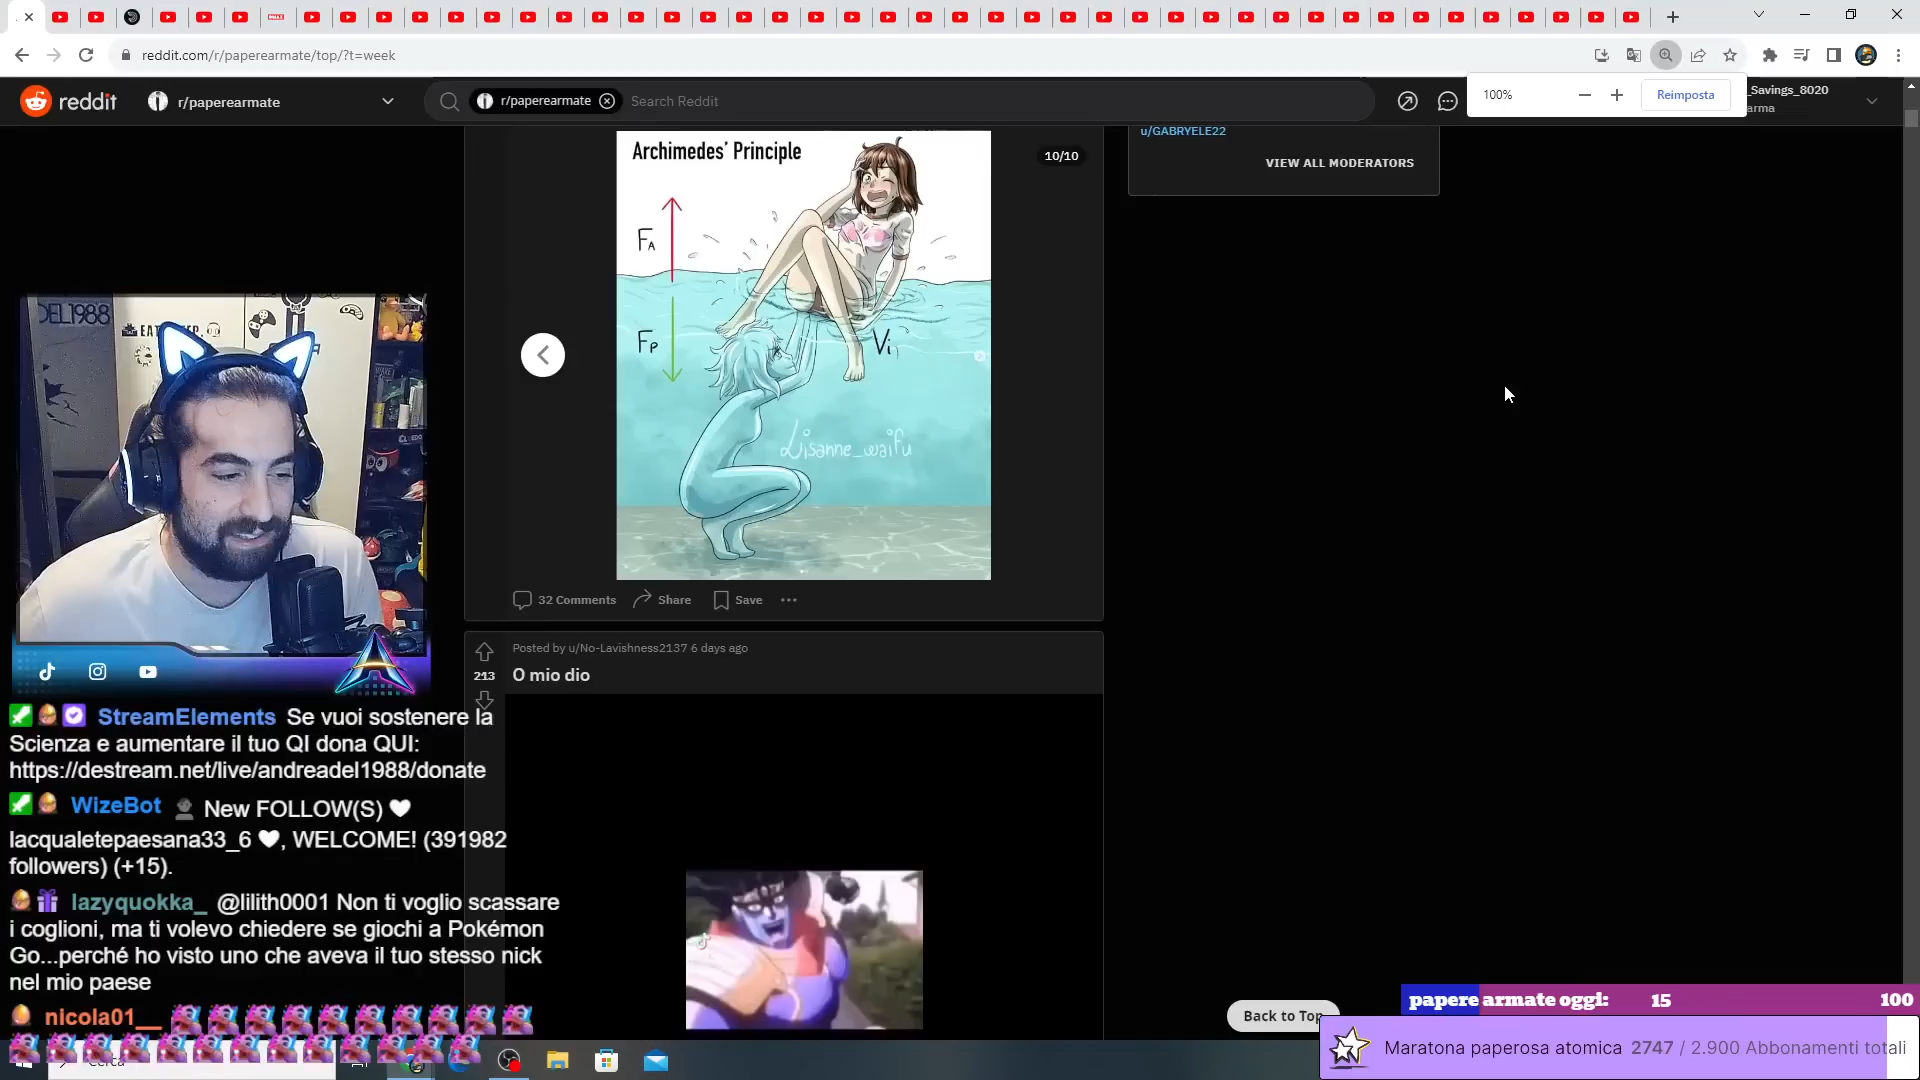 reddit.com/r/paperearmate/top/?t=week
reddit
r/paperearmate
r/paperearmate
Search Reddit
100%
Reimposta
_Savings_8020
arma
u/GABRYELE22
VIEW ALL MODERATORS
Archimedes' Principle
10/10
FA
FP
Vi
Lisanne_waifu
32 Comments
Share
Save
Posted by u/No-Lavishness2137 6 days ago
213
O mio dio
DEL1988
StreamElements Se vuoi sostenere la
Scienza e aumentare il tuo QI dona QUI:
https://destream.net/live/andreadel1988/donate
WizeBot New FOLLOW(S)
lacqualetepaesana33_6 , WELCOME! (391982
followers) (+15).
lazyquokka_ @lilith0001 Non ti voglio scassare
i coglioni, ma ti volevo chiedere se giochi a Pokémon
Go...perché ho visto uno che aveva il tuo stesso nick
nel mio paese
nicola01__
Back to Top
papere armate oggi: 15 100
Maratona paperosa atomica 2747 / 2.900 Abbonamenti totali
Cerca